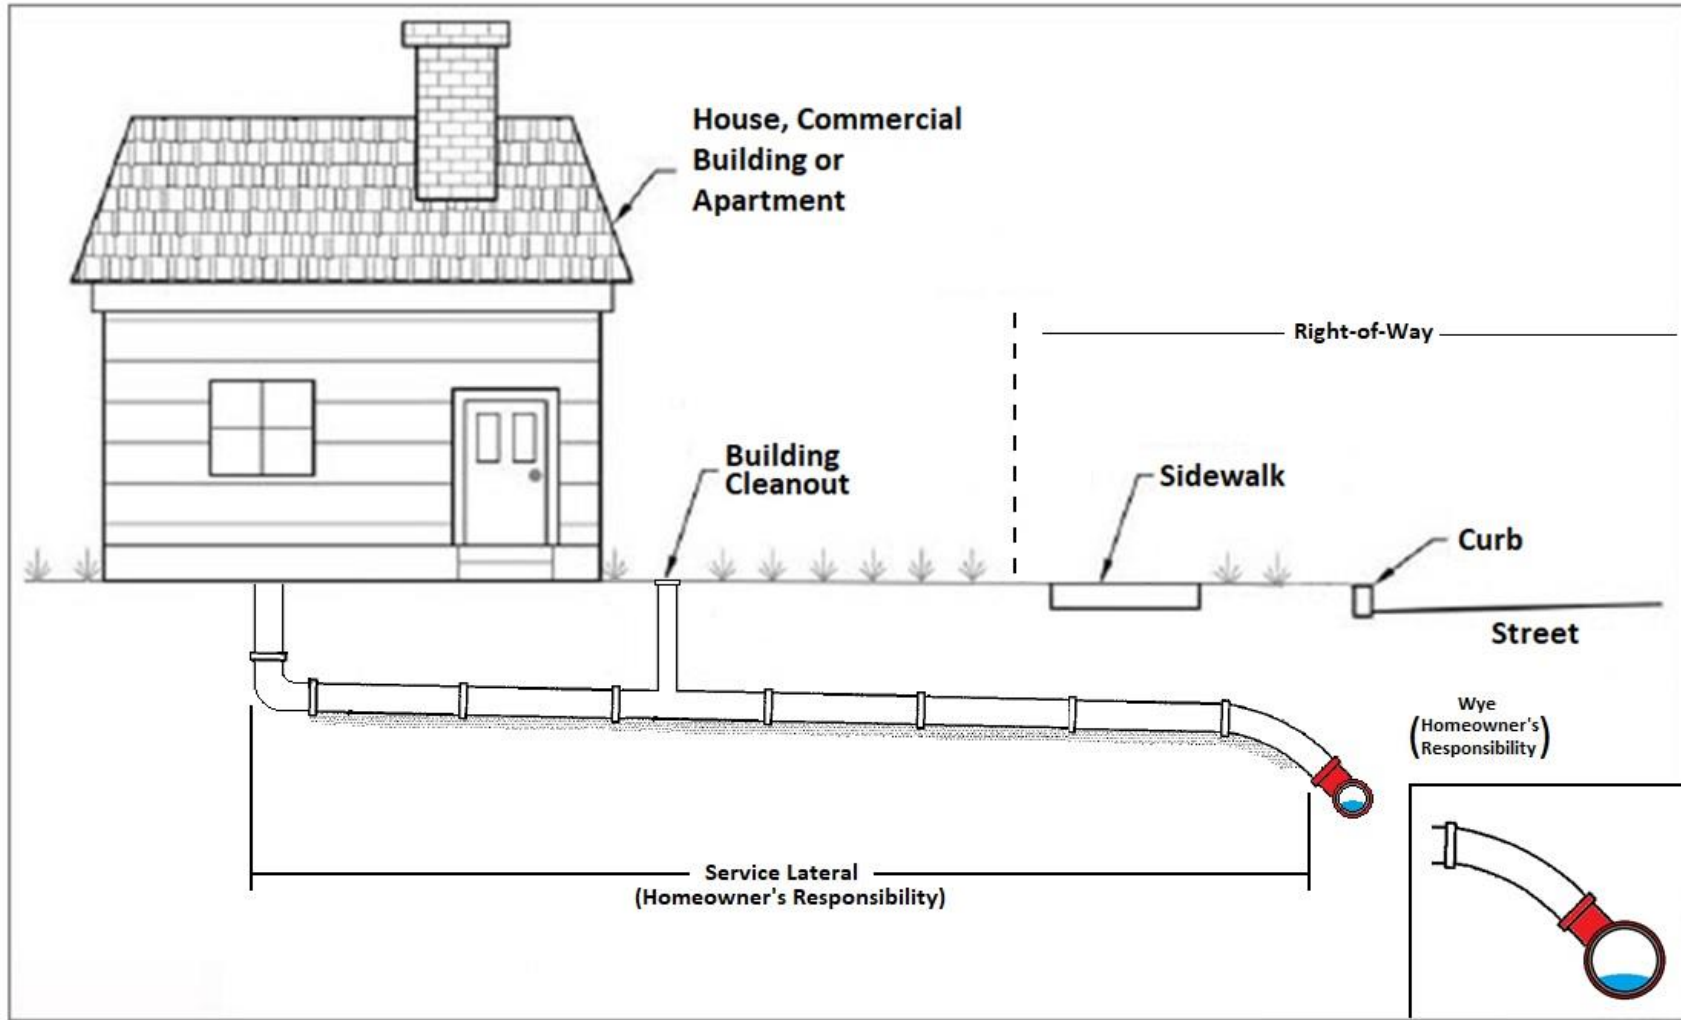 House, Commercial
Building or
Apartment
Right-of-Way
Building
Cleanout
Sidewalk
Curb
Street
Wye
(Homeowner's
Responsibility)
Service Lateral
(Homeowner's Responsibility)